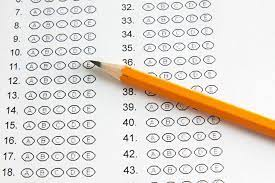 7. A B C D E 32. A B C D E
8. A B C D E 33. A B C D E
9. A B C D E 34. A B C D E
10. A B C D E 35. A B C D E
11. A B C D E 36. A B C D E
12. A B C D E
13. A B C D E 38. A B
14. A B C D E 39. A B C
15. A B C D E 40. A B C D E
16. A B C D E 41. A B C D E
17. A B C D E 42. A B C D E
18. A B C D E 43. A B C D E